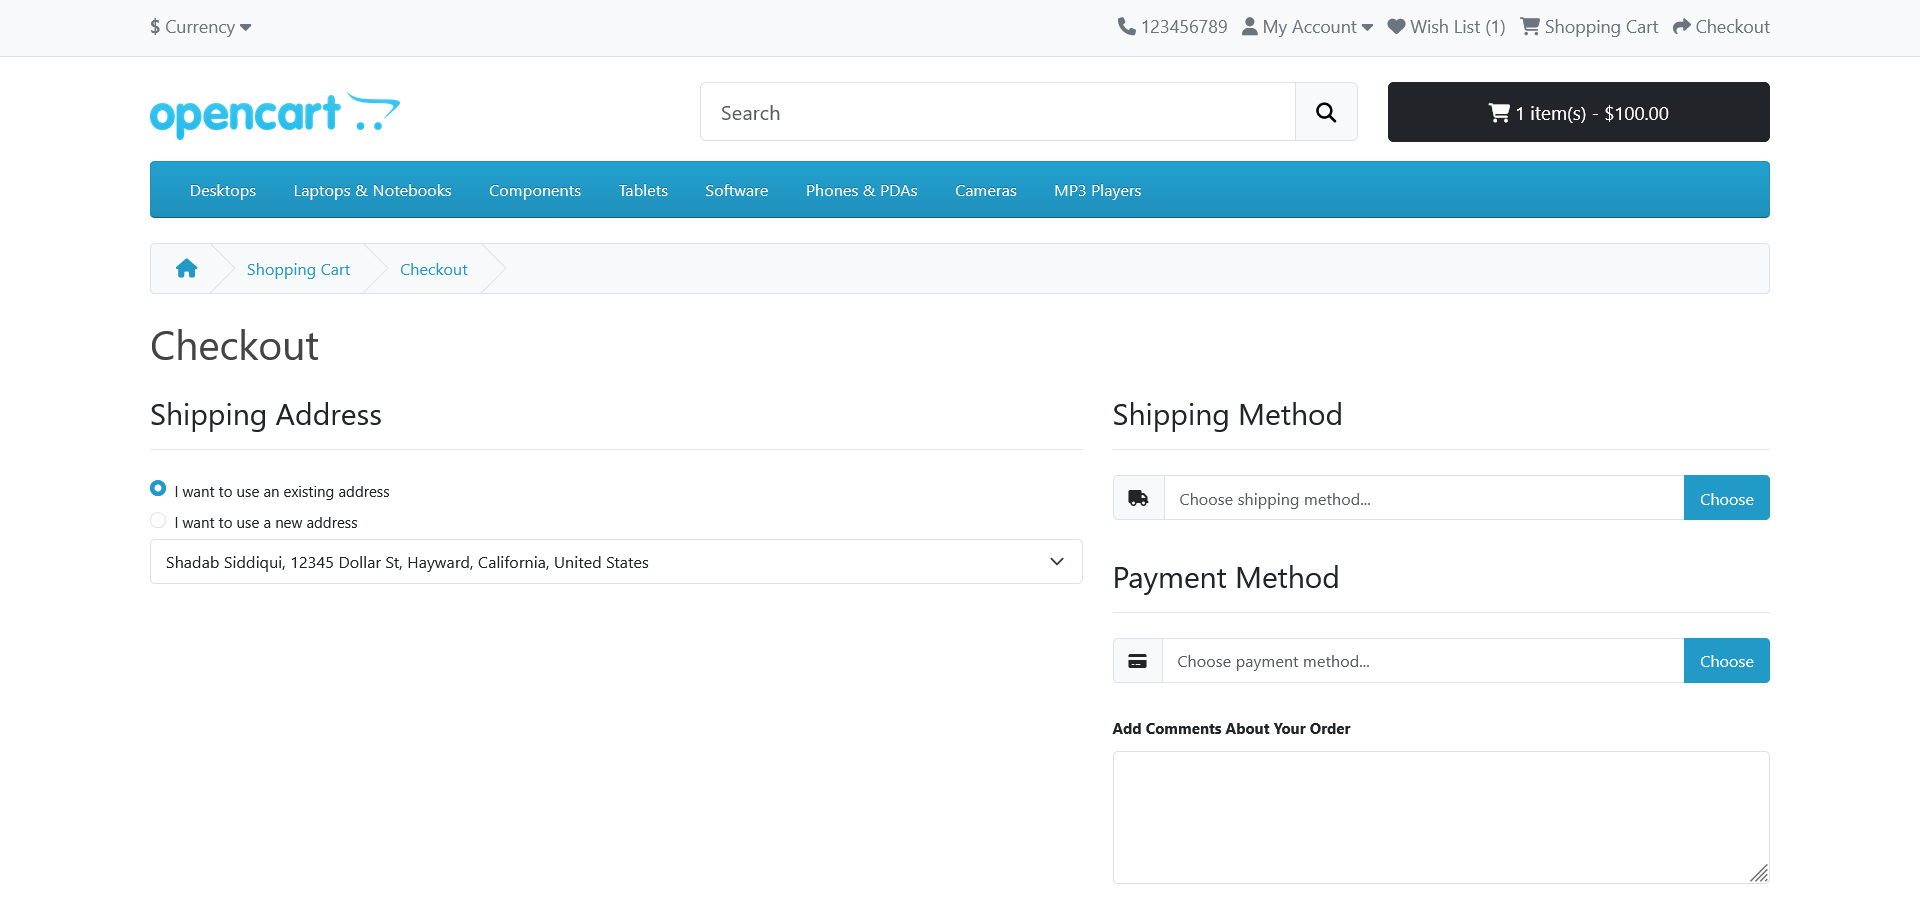 $ Currency
123456789 My Account Wish List (1) Shopping Cart Checkout
opencart
Search
1 item(s) - $100.00
Desktops Laptops & Notebooks Components Tablets Software Phones & PDAs Cameras MP3 Players
Shopping Cart Checkout
Checkout
Shipping Address
I want to use an existing address
I want to use a new address
Shadab Siddiqui, 12345 Dollar St, Hayward, California, United States
Shipping Method
Choose shipping method... Choose
Payment Method
Choose payment method... Choose
Add Comments About Your Order